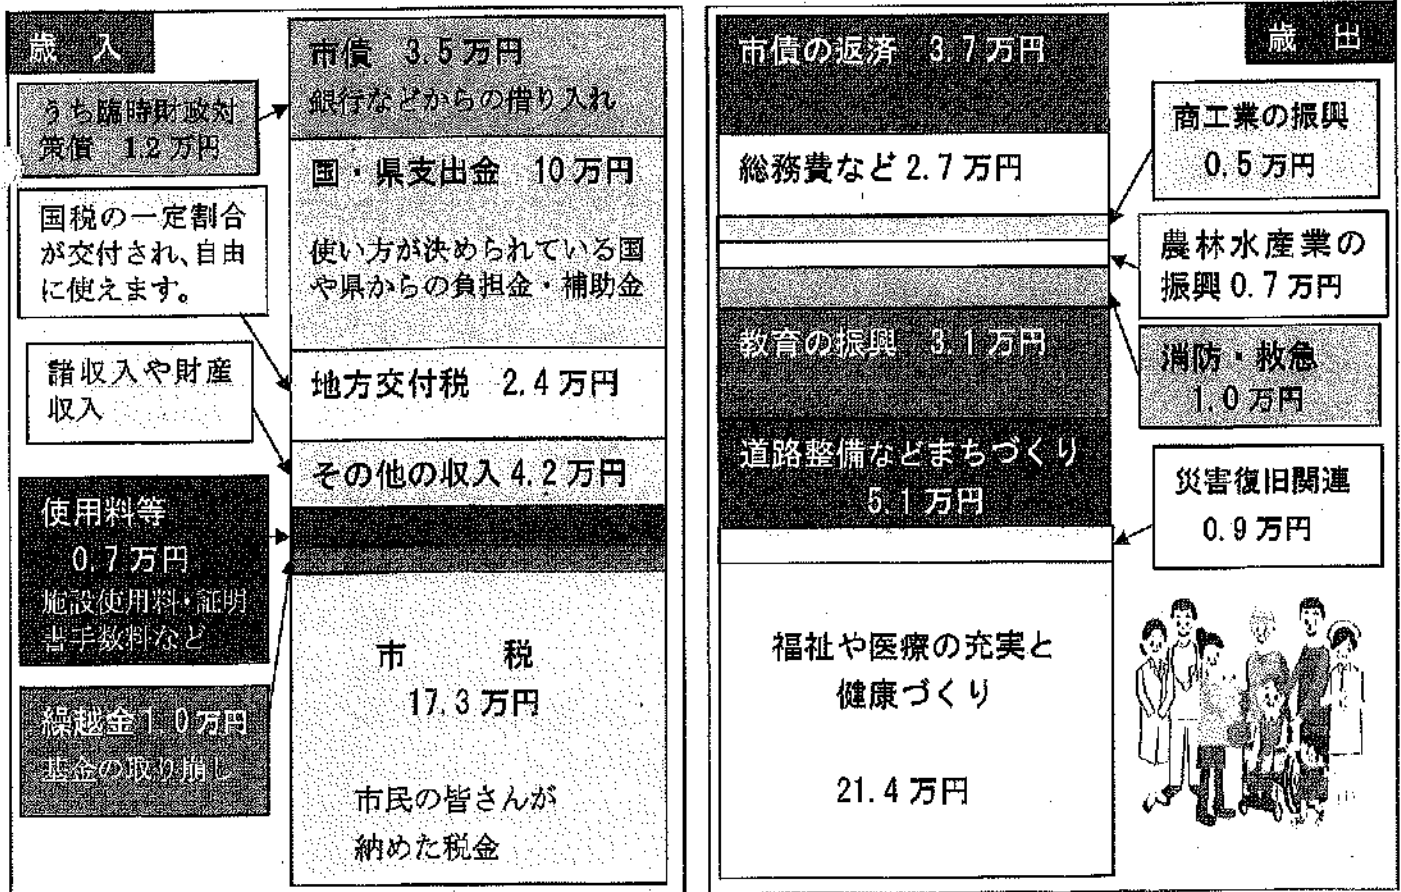 歳 入
市債 3.5万円
銀行などからの借り入れ
うち臨時財政対
策債 1.2万円
国・県支出金 10万円
使い方が決められている国
や県からの負担金・補助金
国税の一定割合
が交付され、自由
に使えます。
地方交付税 2.4万円
諸収入や財産
収入
その他の収入4.2万円
使用料等
0.7万円
施設使用料・証明
書手数料など
繰越金1.0万円
基金の取り崩し
市 税
17.3万円
市民の皆さんが
納めた税金
歳 出
市債の返済 3.7万円
総務費など2.7万円
商工業の振興
0.5万円
農林水産業の
振興0.7万円
消防・救急
1.0万円
教育の振興 3.1万円
道路整備などまちづくり
5.1万円
災害復旧関連
0.9万円
福祉や医療の充実と
健康づくり
21.4万円